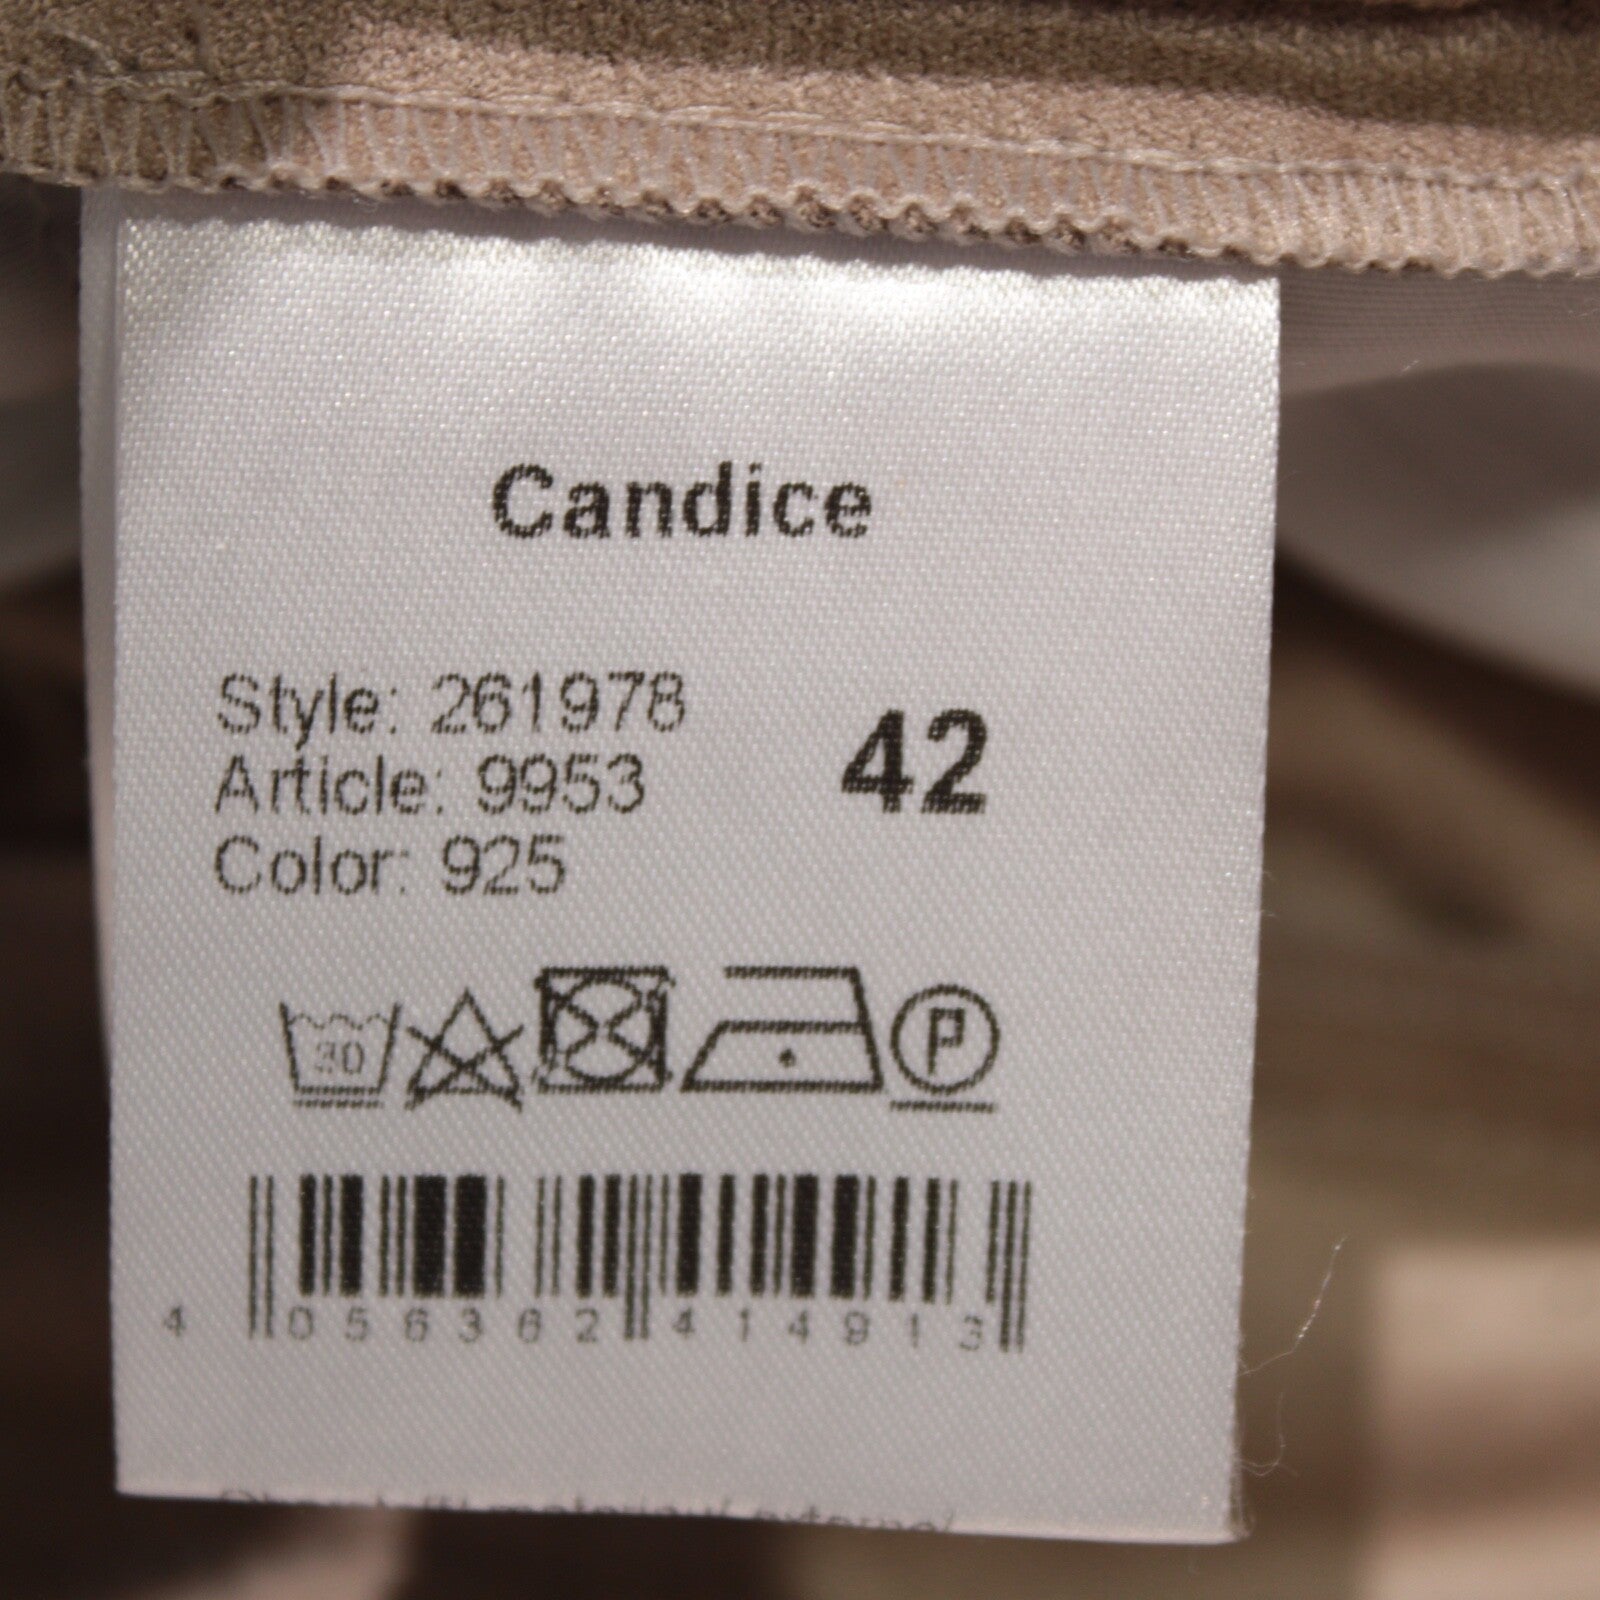 Candice
Style: 261978
42
Article: 9953
Color: 925
30
P
4 056362 414913